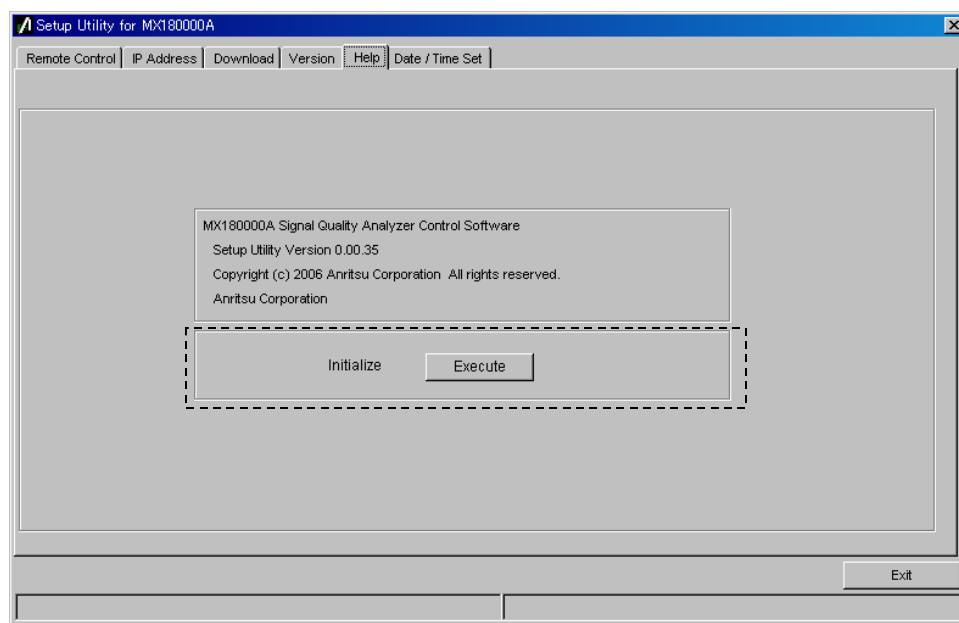 Setup Utility for MX180000A
Remote Control IP Address Download Version Help Date / Time Set
MX180000A Signal Quality Analyzer Control Software
Setup Utility Version 0.00.35
Copyright (c) 2006 Anritsu Corporation All rights reserved.
Anritsu Corporation
Initialize Execute
Exit